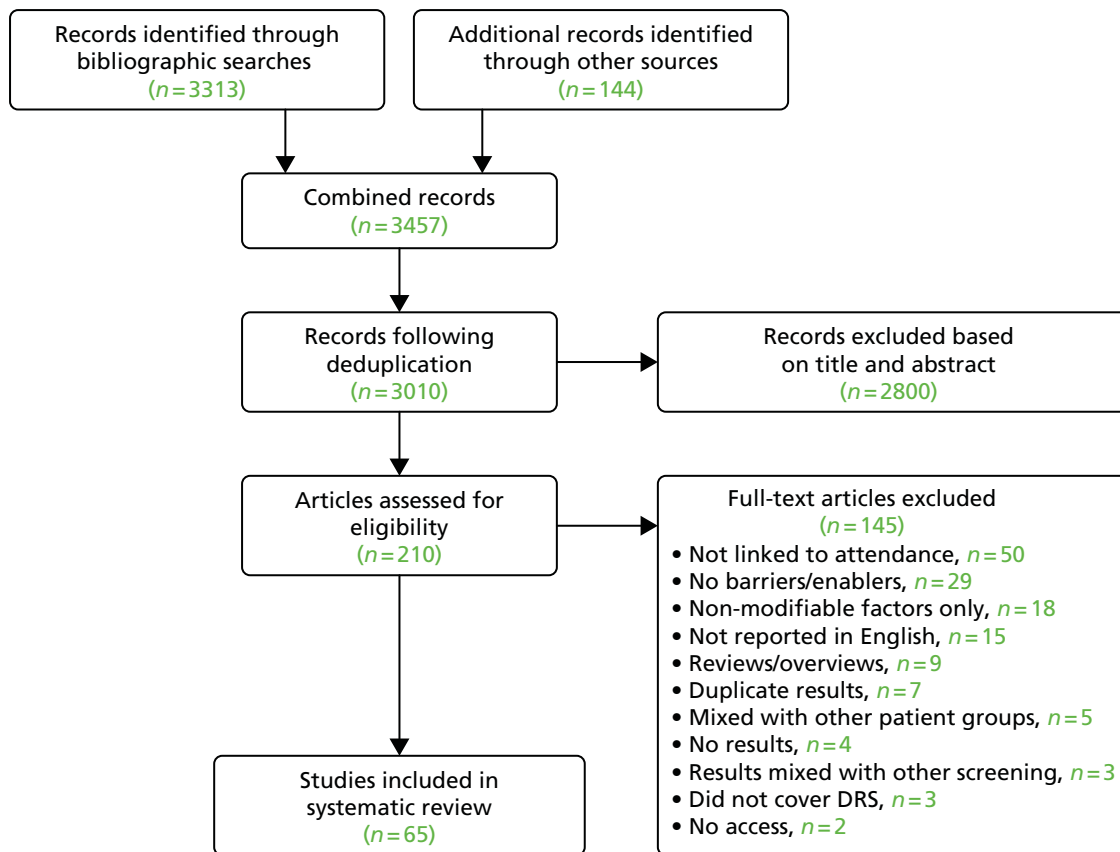 Records identified through
bibliographic searches
(n=3313)
Additional records identified
through other sources
(n=144)
Combined records
(n=3457)
Records following
deduplication
(n=3010)
Records excluded based
on title and abstract
(n=2800)
Articles assessed for
eligibility
(n=210)
Full-text articles excluded
(n=145)
• Not linked to attendance, n=50
• No barriers/enablers, n=29
• Non-modifiable factors only, n=18
• Not reported in English, n=15
• Reviews/overviews, n=9
• Duplicate results, n=7
• Mixed with other patient groups, n=5
• No results, n=4
• Results mixed with other screening, n=3
• Did not cover DRS, n=3
• No access, n=2
Studies included in
systematic review
(n=65)